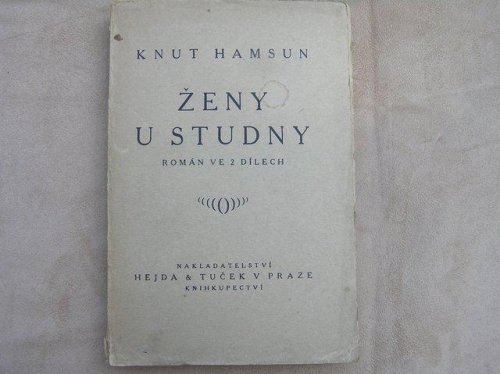 KNUT HAMSUN
ŽENY
U STUDNY
ROMÁN VE 2 DÍLECH
NAKLADATELSTVÍ
HEJDA & TUČEK V PRAZE
KNIHKUPECTVÍ